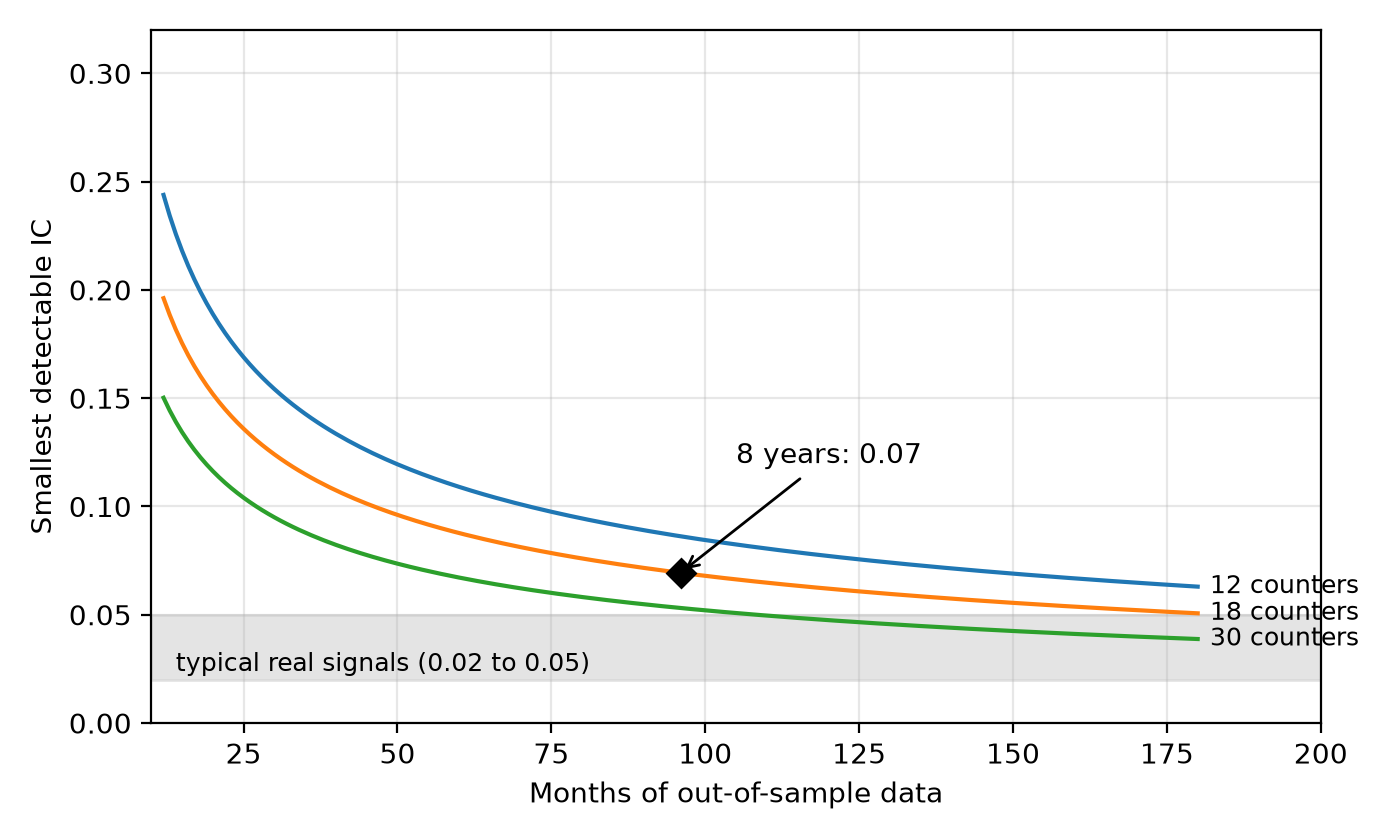 0.30
0.25
0.20
0.15
0.10
0.05
0.00
Smallest detectable IC
8 years: 0.07
12 counters
18 counters
30 counters
typical real signals (0.02 to 0.05)
25 50 75 100 125 150 175 200
Months of out-of-sample data